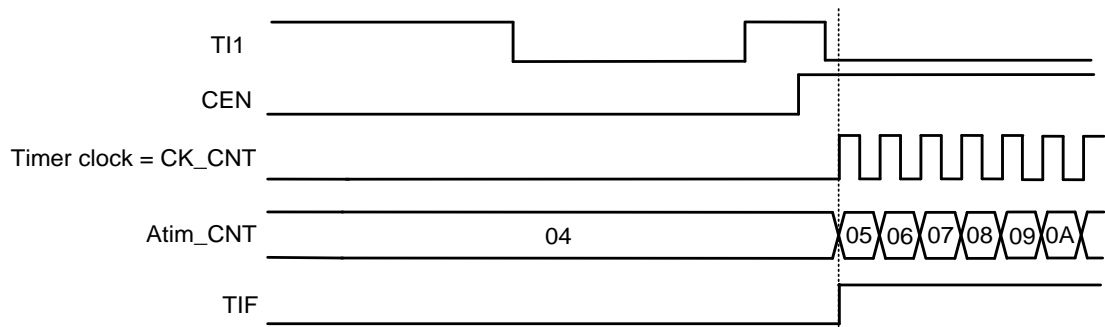 TI1
CEN
Timer clock = CK_CNT
Atim_CNT 04 05 06 07 08 09 0A
TIF